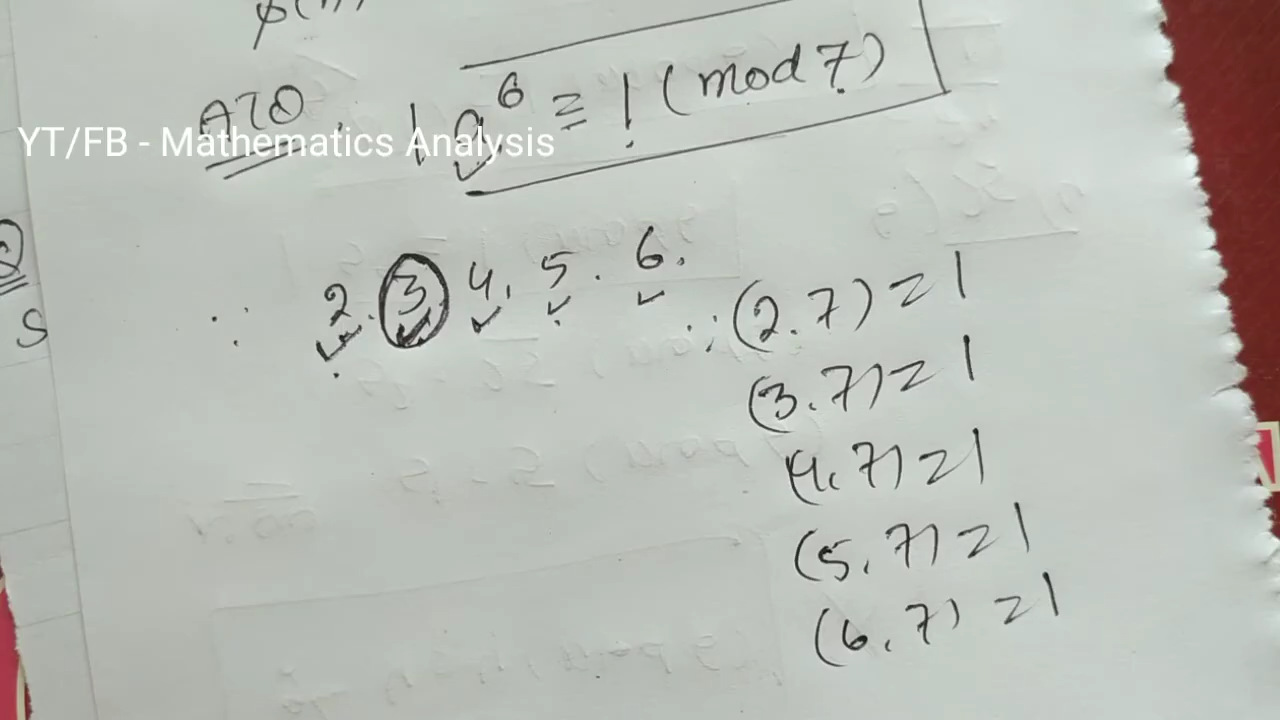 φ(n)
ATQ, | a⁶ ≡ 1 (mod 7)
YT/FB - Mathematics Analysis
∵ 2, 3, 4, 5, 6,
∵ (2,7) = 1
(3,7) = 1
(4,7) = 1
(5,7) = 1
(6,7) = 1
S